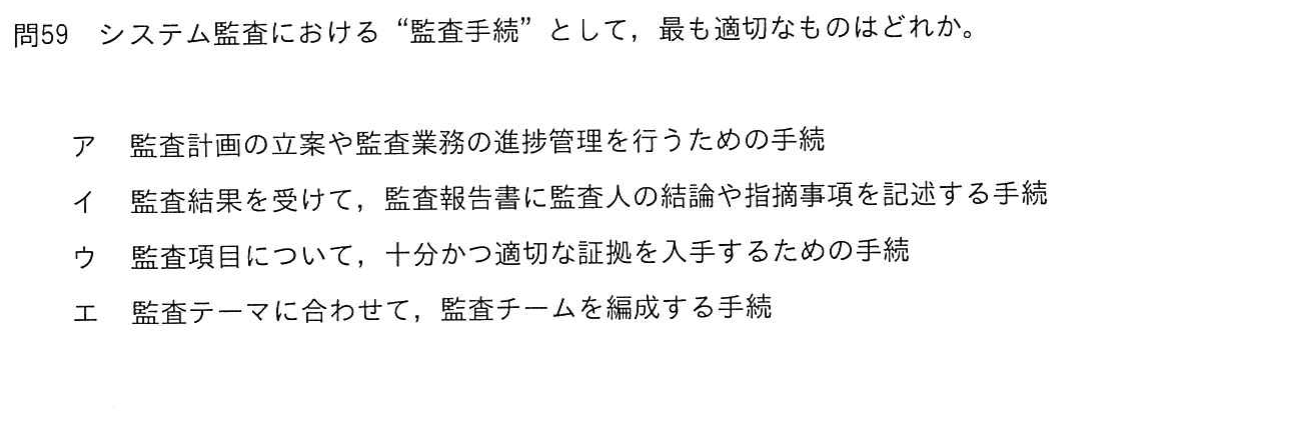 問59　システム監査における“監査手続”として，最も適切なものはどれか。
ア　監査計画の立案や監査業務の進捗管理を行うための手続
イ　監査結果を受けて，監査報告書に監査人の結論や指摘事項を記述する手続
ウ　監査項目について，十分かつ適切な証拠を入手するための手続
エ　監査テーマに合わせて，監査チームを編成する手続